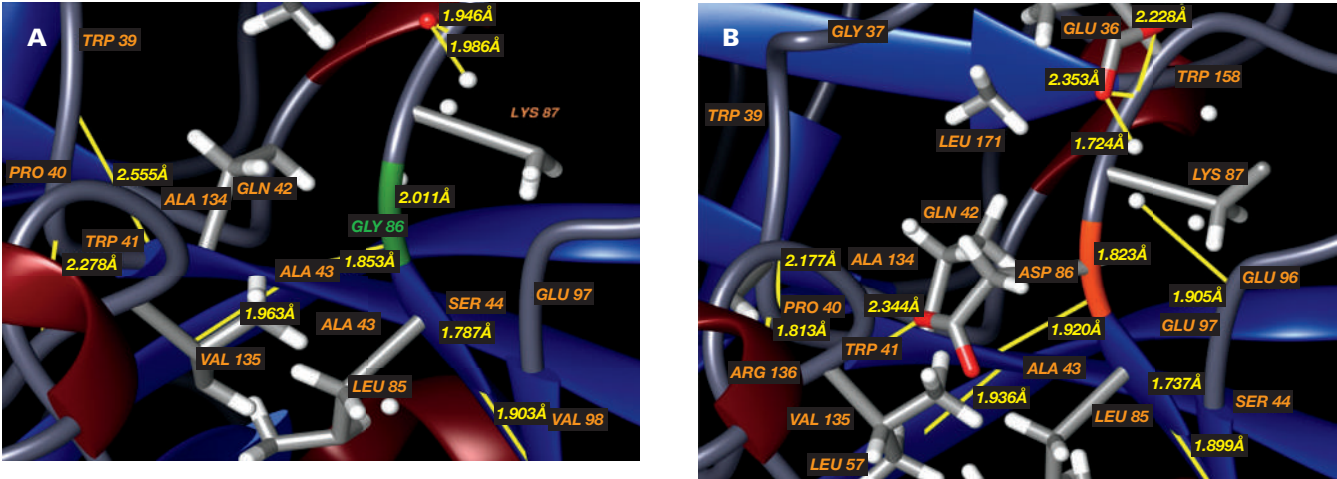 A
TRP 39
1.946Å
1.986Å
LYS 87
PRO 40
2.555Å
ALA 134
GLN 42
2.011Å
GLY 86
TRP 41
2.278Å
ALA 43
1.853Å
SER 44
GLU 97
1.963Å
ALA 43
1.787Å
VAL 135
LEU 85
1.903Å
VAL 98
B
GLY 37
GLU 36
2.228Å
2.353Å
TRP 158
TRP 39
LEU 171
1.724Å
LYS 87
GLN 42
2.177Å
ALA 134
ASP 86
1.823Å
GLU 96
PRO 40
2.344Å
1.905Å
1.813Å
1.920Å
GLU 97
TRP 41
ARG 136
ALA 43
1.737Å
1.936Å
SER 44
VAL 135
LEU 85
LEU 57
1.899Å